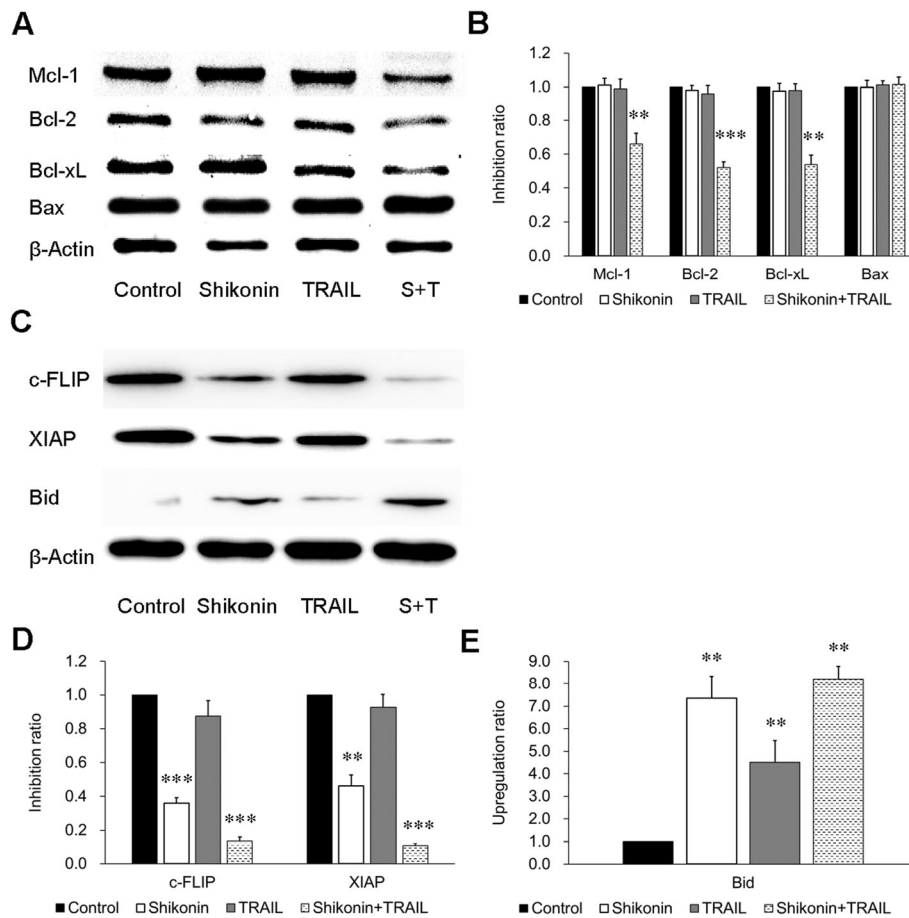 A
Mcl-1
Bcl-2
Bcl-xL
Bax
β-Actin
Control Shikonin TRAIL S+T
B
Inhibition ratio
1.2
1.0
0.8
0.6
0.4
0.2
0.0
** *** **
Mcl-1 Bcl-2 Bcl-xL Bax
Control Shikonin TRAIL Shikonin+TRAIL
C
c-FLIP
XIAP
Bid
β-Actin
Control Shikonin TRAIL S+T
D
Inhibition ratio
1.2
1.0
0.8
0.6
0.4
0.2
0.0
*** *** ** ***
c-FLIP XIAP
Control Shikonin TRAIL Shikonin+TRAIL
E
Upregulation ratio
9.0
8.0
7.0
6.0
5.0
4.0
3.0
2.0
1.0
0.0
** ** **
Bid
Control Shikonin TRAIL Shikonin+TRAIL